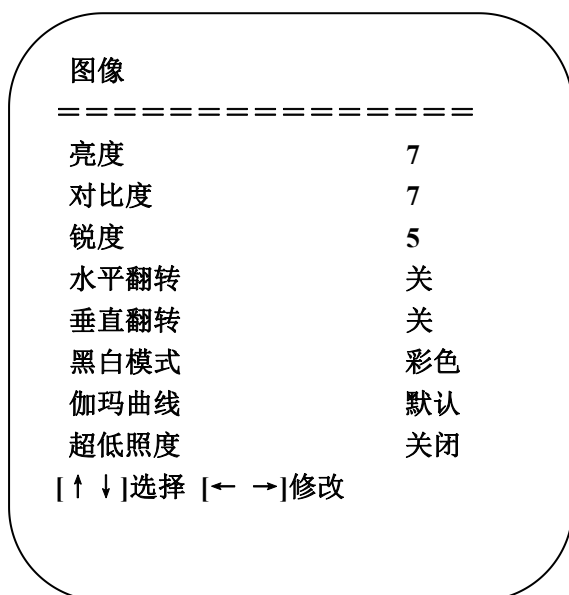 图像
＝＝＝＝＝＝＝＝＝＝＝＝＝＝＝
亮度 7
对比度 7
锐度 5
水平翻转 关
垂直翻转 关
黑白模式 彩色
伽玛曲线 默认
超低照度 关闭
[↑ ↓]选择 [← →]修改